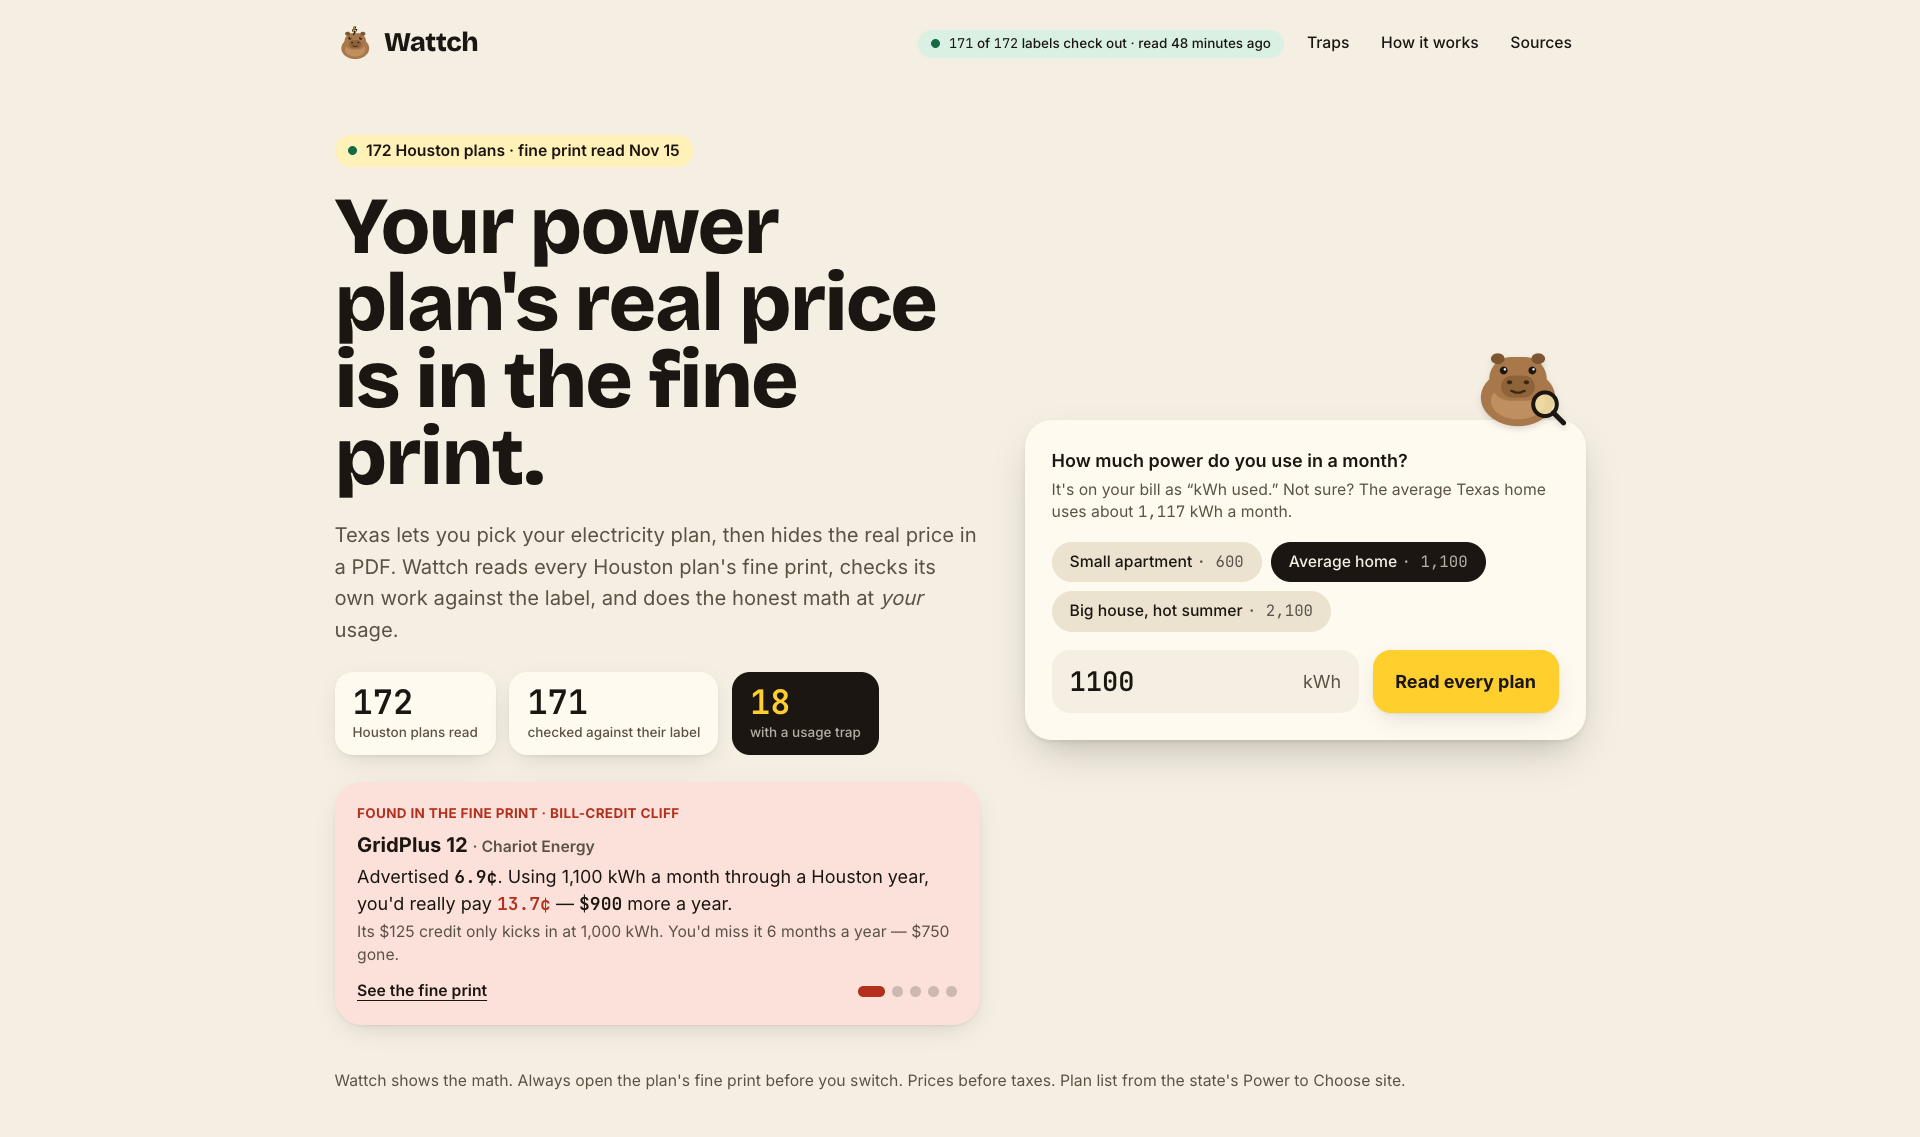 Wattch
171 of 172 labels check out · read 48 minutes ago
Traps
How it works
Sources
172 Houston plans · fine print read Nov 15
Your power
plan's real price
is in the fine
print.
Texas lets you pick your electricity plan, then hides the real price in
a PDF. Wattch reads every Houston plan's fine print, checks its
own work against the label, and does the honest math at your
usage.
172
Houston plans read
171
checked against their label
18
with a usage trap
FOUND IN THE FINE PRINT · BILL-CREDIT CLIFF
GridPlus 12 · Chariot Energy
Advertised 6.9¢. Using 1,100 kWh a month through a Houston year,
you'd really pay 13.7¢ — $900 more a year.
Its $125 credit only kicks in at 1,000 kWh. You'd miss it 6 months a year — $750
gone.
See the fine print
How much power do you use in a month?
It's on your bill as “kWh used.” Not sure? The average Texas home
uses about 1,117 kWh a month.
Small apartment · 600
Average home · 1,100
Big house, hot summer · 2,100
1100 kWh
Read every plan
Wattch shows the math. Always open the plan's fine print before you switch. Prices before taxes. Plan list from the state's Power to Choose site.